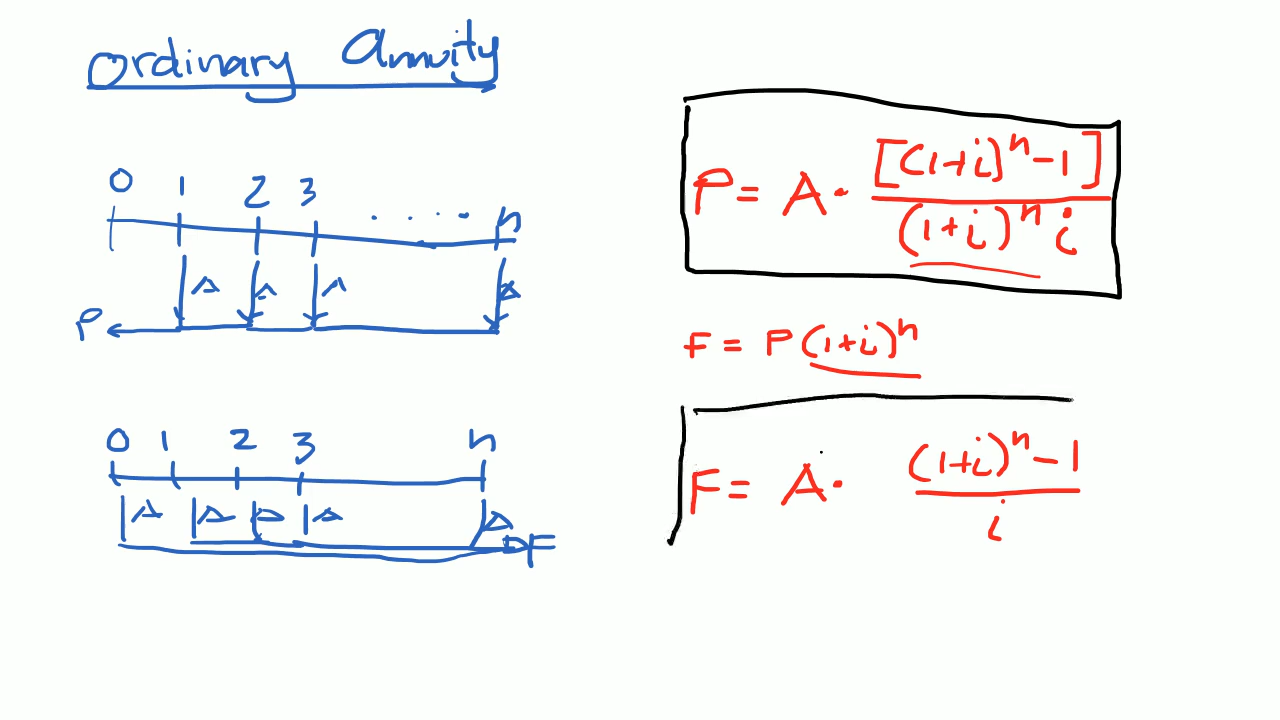 Ordinary Annuity
0 1 2 3 .... n
A A A A
P
0 1 2 3 n
A A A A A
F
P = A · [(1+i)^n - 1] / (1+i)^n i
F = P(1+i)^n
F = A · (1+i)^n - 1 / i